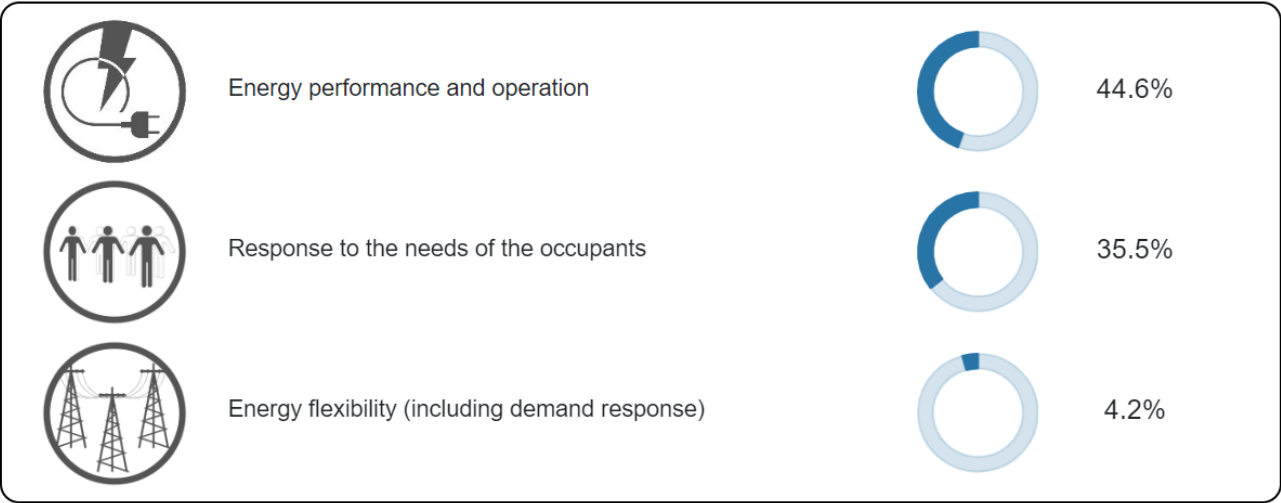 Energy performance and operation 44.6%
Response to the needs of the occupants 35.5%
Energy flexibility (including demand response) 4.2%